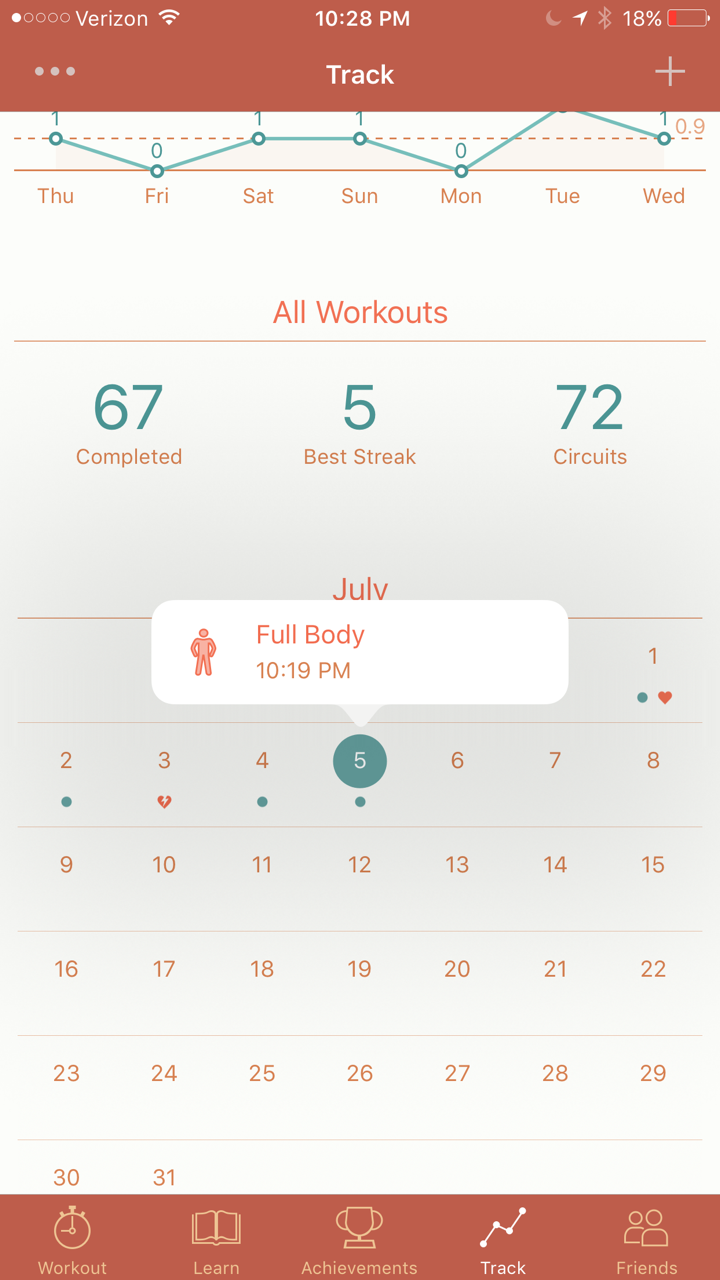 Verizon 10:28 PM 18%
Track
1 1 1 1 0.9
0 0
Thu Fri Sat Sun Mon Tue Wed
All Workouts
67 5 72
Completed Best Streak Circuits
July
Full Body
10:19 PM
1
2 3 4 5 6 7 8
9 10 11 12 13 14 15
16 17 18 19 20 21 22
23 24 25 26 27 28 29
30 31
Workout Learn Achievements Track Friends